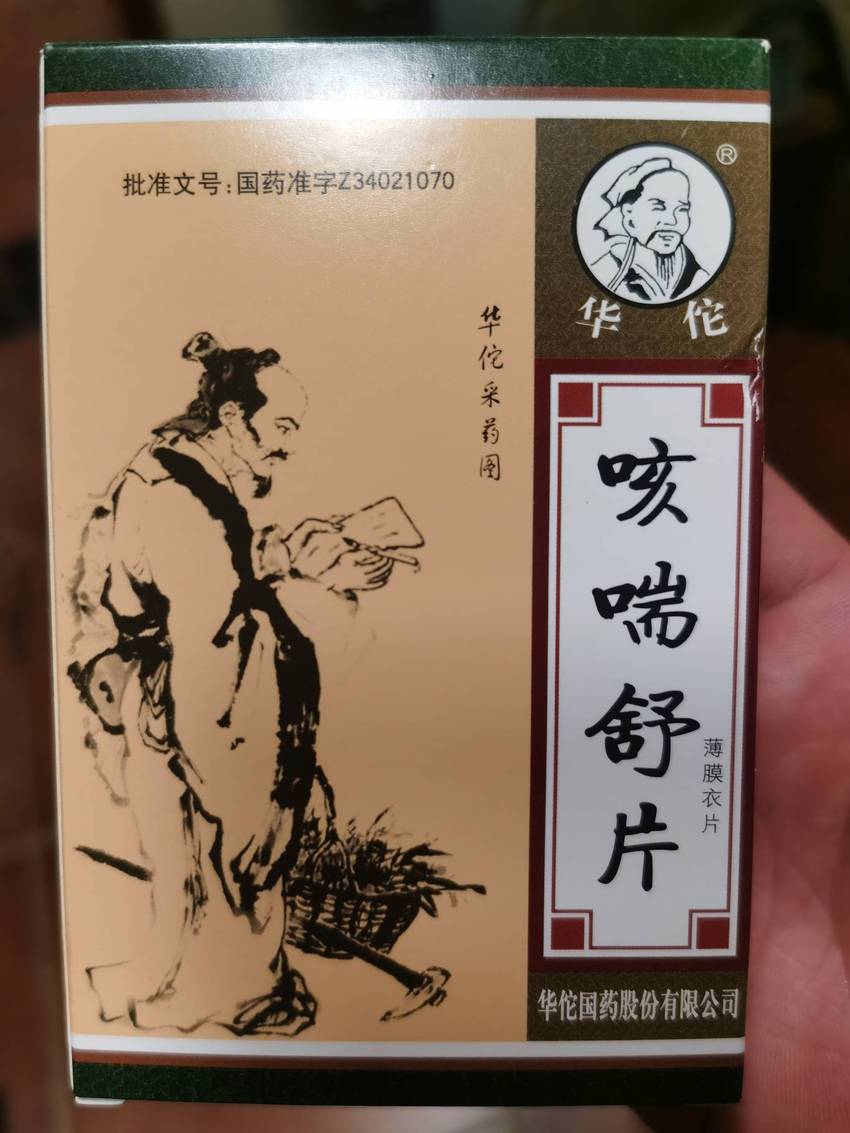 批准文号:国药准字Z34021070
®
华佗
华佗采药图
咳喘舒片
薄膜衣片
华佗国药股份有限公司